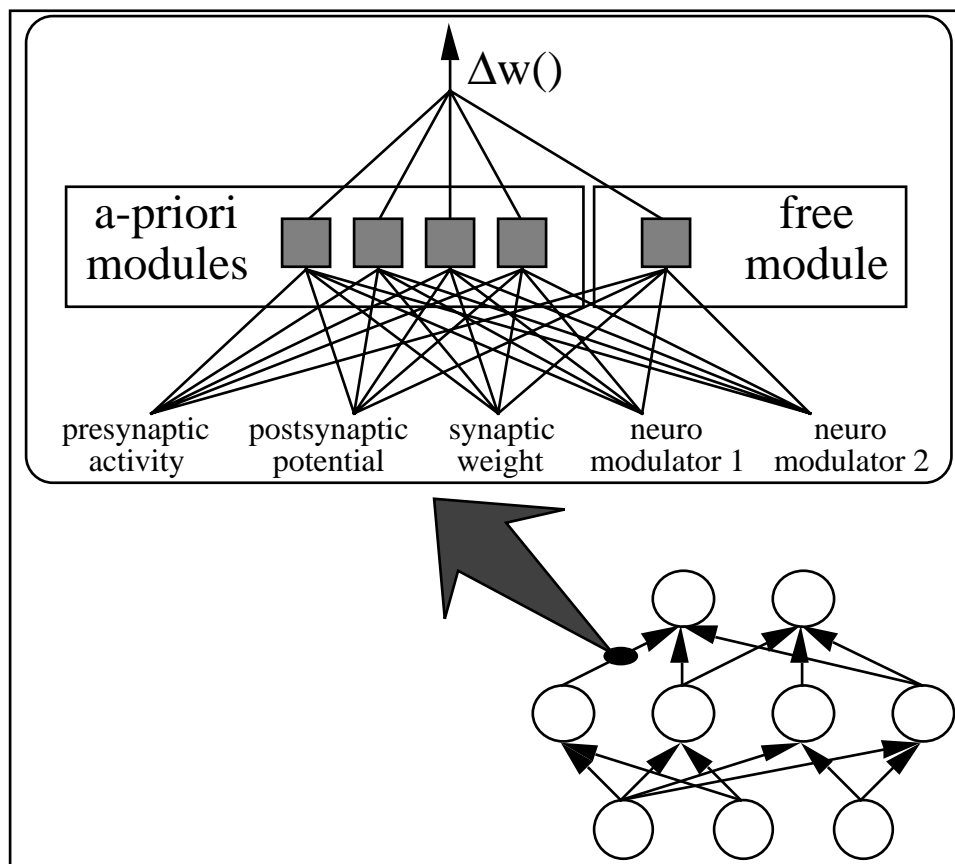 Δw()
a-priori
modules
free
module
presynaptic
activity
postsynaptic
potential
synaptic
weight
neuro
modulator 1
neuro
modulator 2